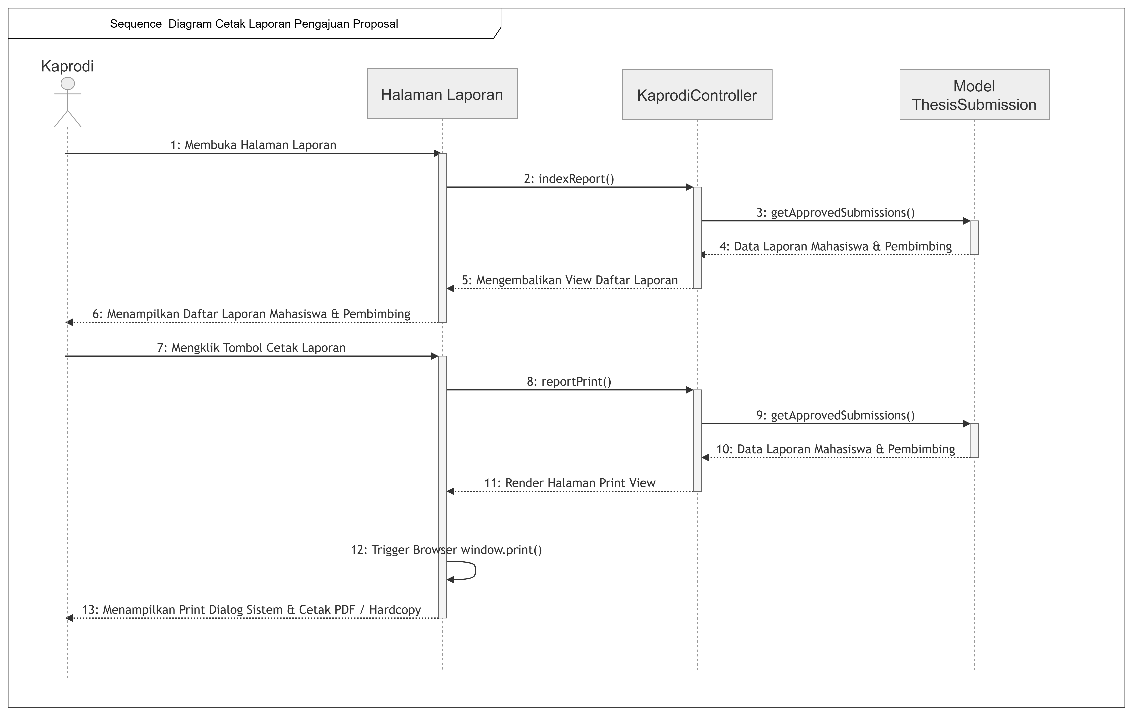 Sequence Diagram Cetak Laporan Pengajuan Proposal
Kaprodi
Halaman Laporan
KaprodiController
Model
ThesisSubmission
1: Membuka Halaman Laporan
2: indexReport()
3: getApprovedSubmissions()
4: Data Laporan Mahasiswa & Pembimbing
5: Mengembalikan View Daftar Laporan
6: Menampilkan Daftar Laporan Mahasiswa & Pembimbing
7: Mengklik Tombol Cetak Laporan
8: reportPrint()
9: getApprovedSubmissions()
10: Data Laporan Mahasiswa & Pembimbing
11: Render Halaman Print View
12: Trigger Browser window.print()
13: Menampilkan Print Dialog Sistem & Cetak PDF / Hardcopy